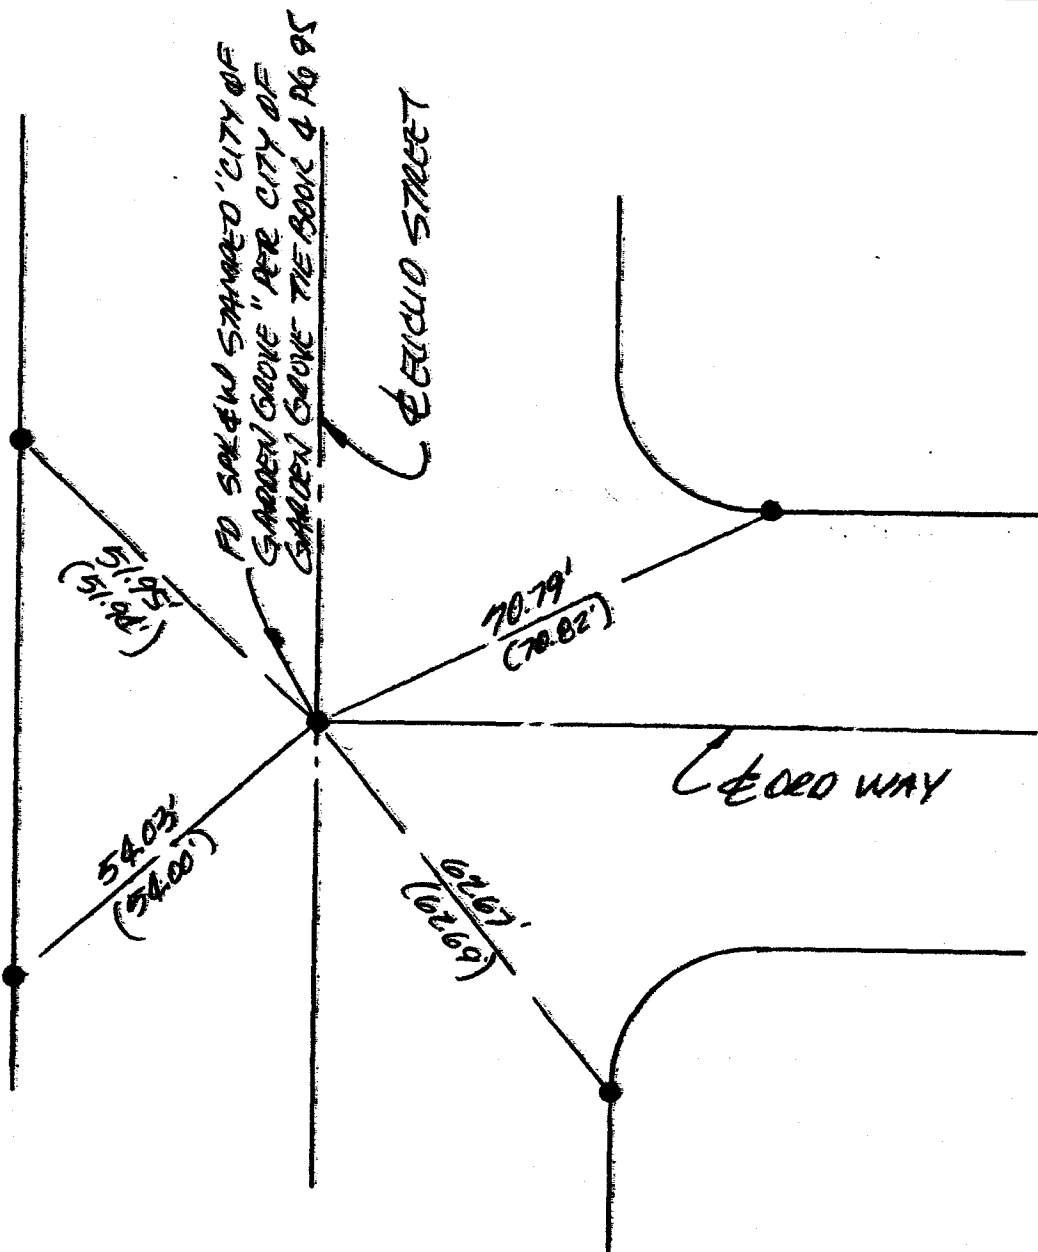 FD SPK & W STAMPED "CITY OF
GARDEN GROVE" PER CITY OF
GARDEN GROVE TIE BOOK 4 PG 95
℄ EUCLID STREET
51.95'
(51.96')
70.79'
(70.82')
℄ ORD WAY
54.03'
(54.00')
62.67'
(62.69')